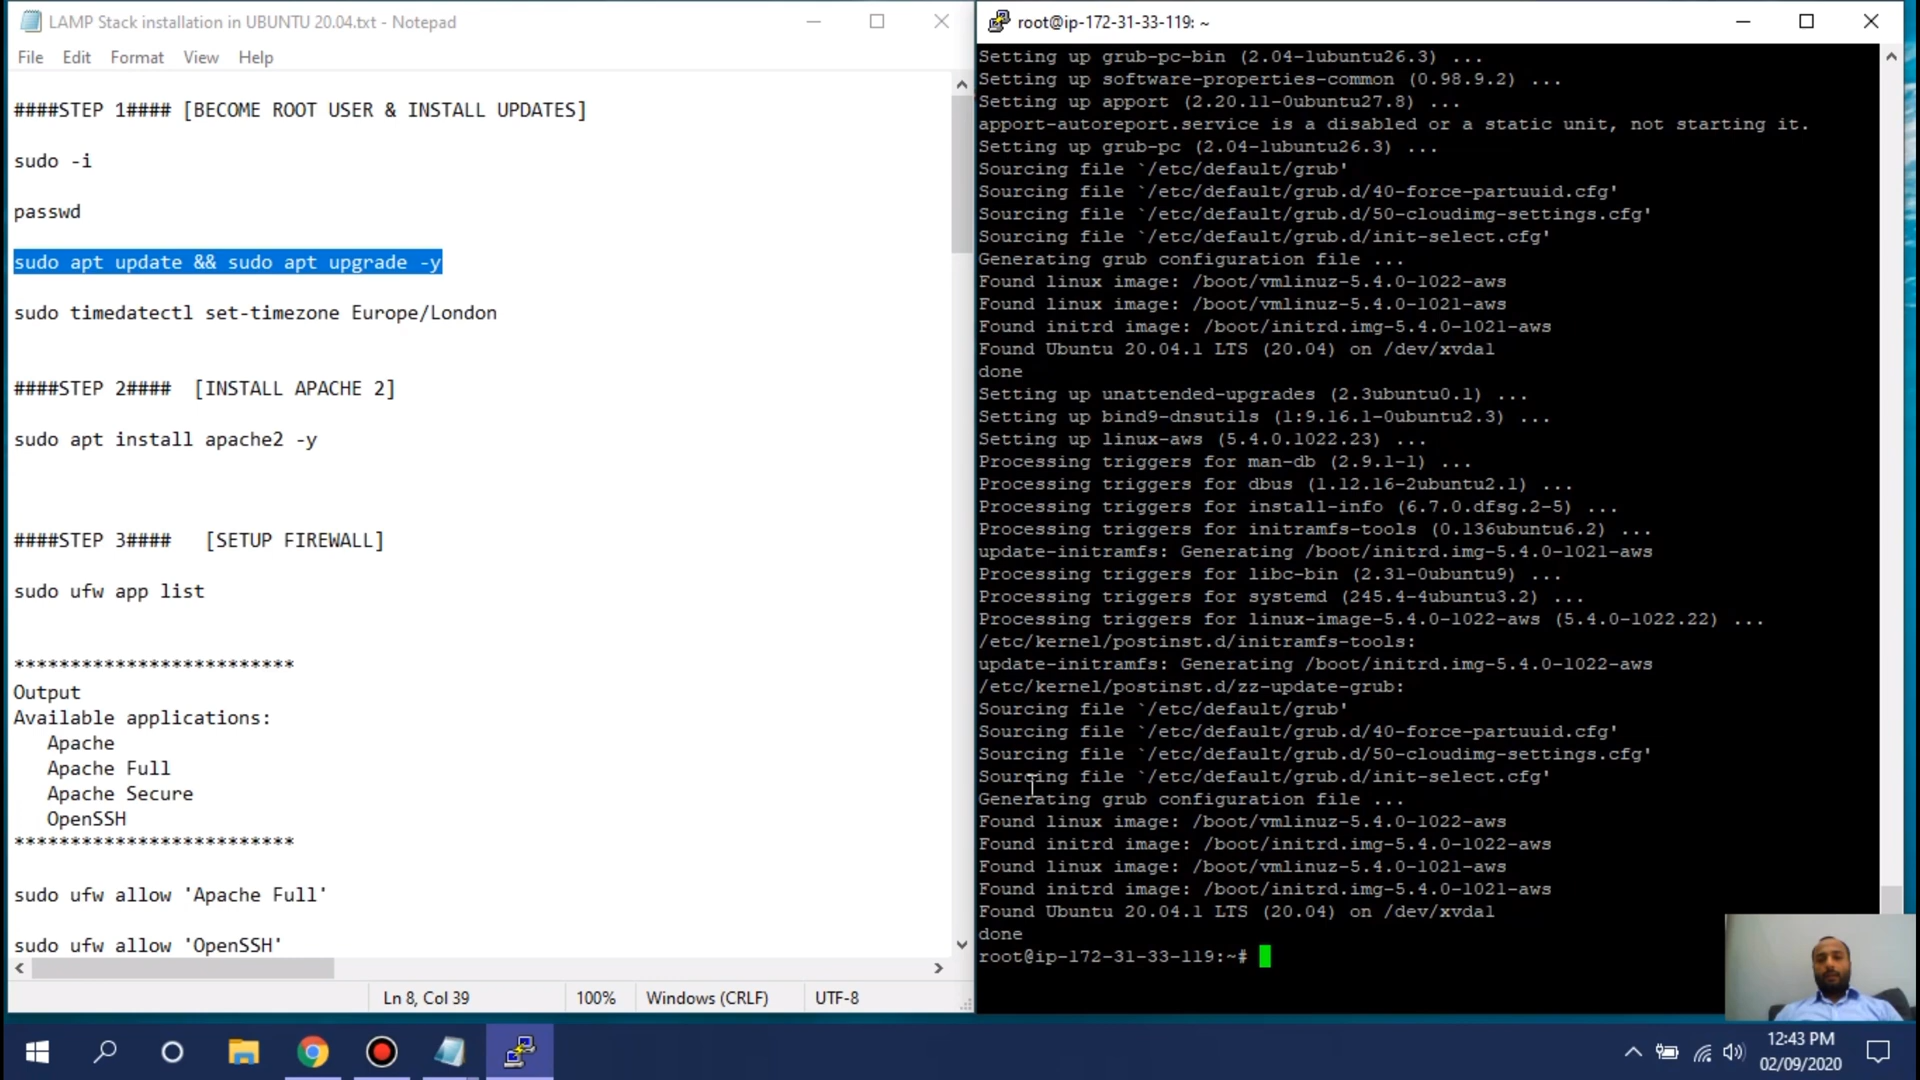 LAMP Stack installation in UBUNTU 20.04.txt - Notepad
File Edit Format View Help
####STEP 1#### [BECOME ROOT USER & INSTALL UPDATES]
sudo -i
passwd
sudo apt update && sudo apt upgrade -y
sudo timedatectl set-timezone Europe/London
####STEP 2#### [INSTALL APACHE 2]
sudo apt install apache2 -y
####STEP 3#### [SETUP FIREWALL]
sudo ufw app list
*************************
Output
Available applications:
Apache
Apache Full
Apache Secure
OpenSSH
*************************
sudo ufw allow 'Apache Full'
sudo ufw allow 'OpenSSH'
Ln 8, Col 39 100% Windows (CRLF) UTF-8
root@ip-172-31-33-119: ~
Setting up grub-pc-bin (2.04-1ubuntu26.3) ...
Setting up software-properties-common (0.98.9.2) ...
Setting up apport (2.20.11-0ubuntu27.8) ...
apport-autoreport.service is a disabled or a static unit, not starting it.
Setting up grub-pc (2.04-1ubuntu26.3) ...
Sourcing file `/etc/default/grub'
Sourcing file `/etc/default/grub.d/40-force-partuuid.cfg'
Sourcing file `/etc/default/grub.d/50-cloudimg-settings.cfg'
Sourcing file `/etc/default/grub.d/init-select.cfg'
Generating grub configuration file ...
Found linux image: /boot/vmlinuz-5.4.0-1022-aws
Found linux image: /boot/vmlinuz-5.4.0-1021-aws
Found initrd image: /boot/initrd.img-5.4.0-1021-aws
Found Ubuntu 20.04.1 LTS (20.04) on /dev/xvda1
done
Setting up unattended-upgrades (2.3ubuntu0.1) ...
Setting up bind9-dnsutils (1:9.16.1-0ubuntu2.3) ...
Setting up linux-aws (5.4.0.1022.23) ...
Processing triggers for man-db (2.9.1-1) ...
Processing triggers for dbus (1.12.16-2ubuntu2.1) ...
Processing triggers for install-info (6.7.0.dfsg.2-5) ...
Processing triggers for initramfs-tools (0.136ubuntu6.2) ...
update-initramfs: Generating /boot/initrd.img-5.4.0-1021-aws
Processing triggers for libc-bin (2.31-0ubuntu9) ...
Processing triggers for systemd (245.4-4ubuntu3.2) ...
Processing triggers for linux-image-5.4.0-1022-aws (5.4.0-1022.22) ...
/etc/kernel/postinst.d/initramfs-tools:
update-initramfs: Generating /boot/initrd.img-5.4.0-1022-aws
/etc/kernel/postinst.d/zz-update-grub:
Sourcing file `/etc/default/grub'
Sourcing file `/etc/default/grub.d/40-force-partuuid.cfg'
Sourcing file `/etc/default/grub.d/50-cloudimg-settings.cfg'
Sourcing file `/etc/default/grub.d/init-select.cfg'
Generating grub configuration file ...
Found linux image: /boot/vmlinuz-5.4.0-1022-aws
Found initrd image: /boot/initrd.img-5.4.0-1022-aws
Found linux image: /boot/vmlinuz-5.4.0-1021-aws
Found initrd image: /boot/initrd.img-5.4.0-1021-aws
Found Ubuntu 20.04.1 LTS (20.04) on /dev/xvda1
done
root@ip-172-31-33-119:~#
12:43 PM
02/09/2020